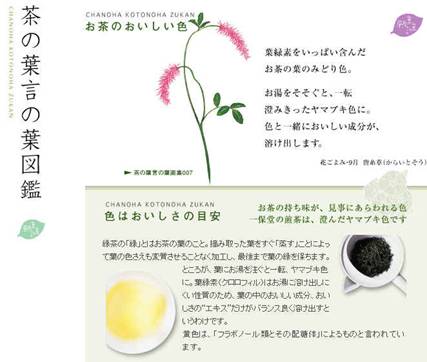 茶の葉言の葉図鑑
CHANOHA KOTONOHA ZUKAN
CHANOHA KOTONOHA ZUKAN
お茶のおいしい色
葉緑素をいっぱい含んだ
お茶の葉のみどり色。
お湯をそそぐと、一転
澄みきったヤマブキ色に。
色と一緒においしい成分が、
溶け出します。
花ごよみ・9月 唐糸草(からいとそう)
►茶の葉言の葉画集007
CHANOHA KOTONOHA ZUKAN
色はおいしさの目安
お茶の持ち味が、見事にあらわれる色
一保堂の煎茶は、澄んだヤマブキ色です
緑茶の「緑」とはお茶の葉のこと。摘み取った葉をすぐ「蒸す」ことによっ
て葉の色さえも変質させることなく加工し、最後まで葉の緑を保ちます。
ところが、葉にお湯を注ぐと一転、ヤマブキ色
に。葉緑素(クロロフィル)はお湯に溶け出しに
くい性質のため、葉の中のおいしい成分、おい
しさの“エキス”だけがバランス良く溶け出すと
いうわけです。
黄色は、「フラボノール類とその配糖体」によるものと言われてい
ます。